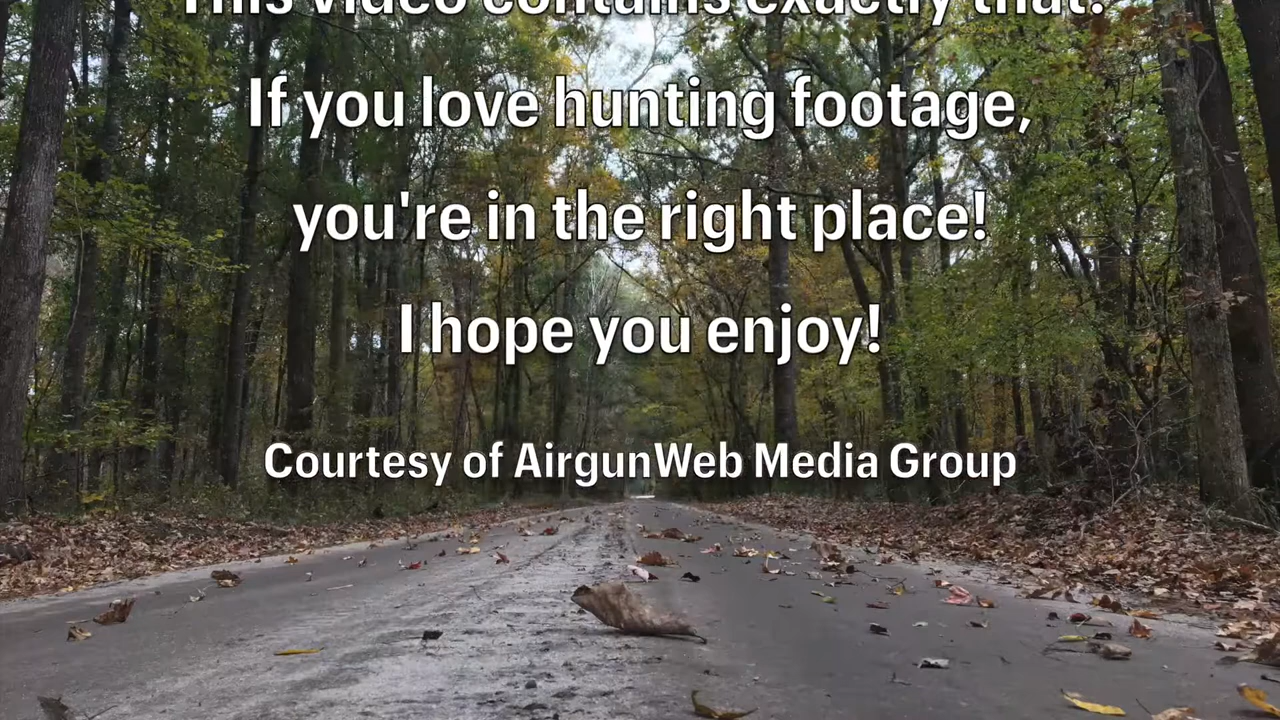 This video contains exactly that.
If you love hunting footage,
you're in the right place!
I hope you enjoy!
Courtesy of AirgunWeb Media Group